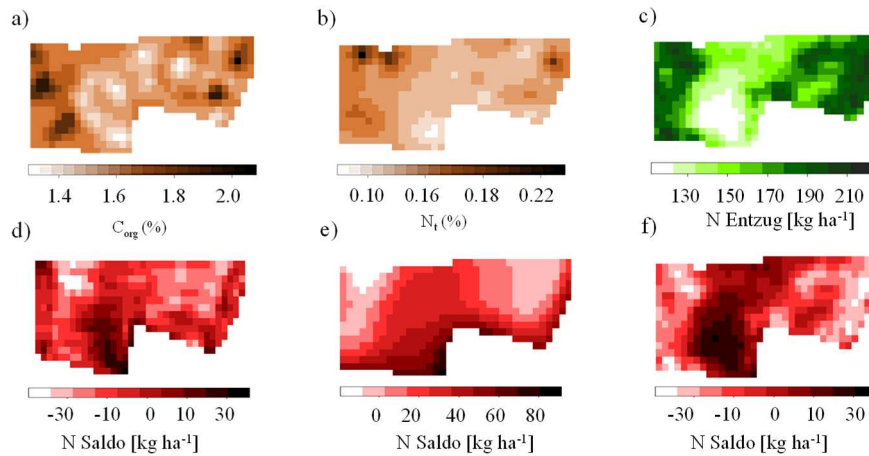 a)
b)
c)
1.4 1.6 1.8 2.0
0.10 0.16 0.18 0.22
130 150 170 190 210
C_org (%)
N_t (%)
N Entzug [kg ha⁻¹]
d)
e)
f)
-30 -10 0 10 30
0 20 40 60 80
-30 -10 0 10 30
N Saldo [kg ha⁻¹]
N Saldo [kg ha⁻¹]
N Saldo [kg ha⁻¹]